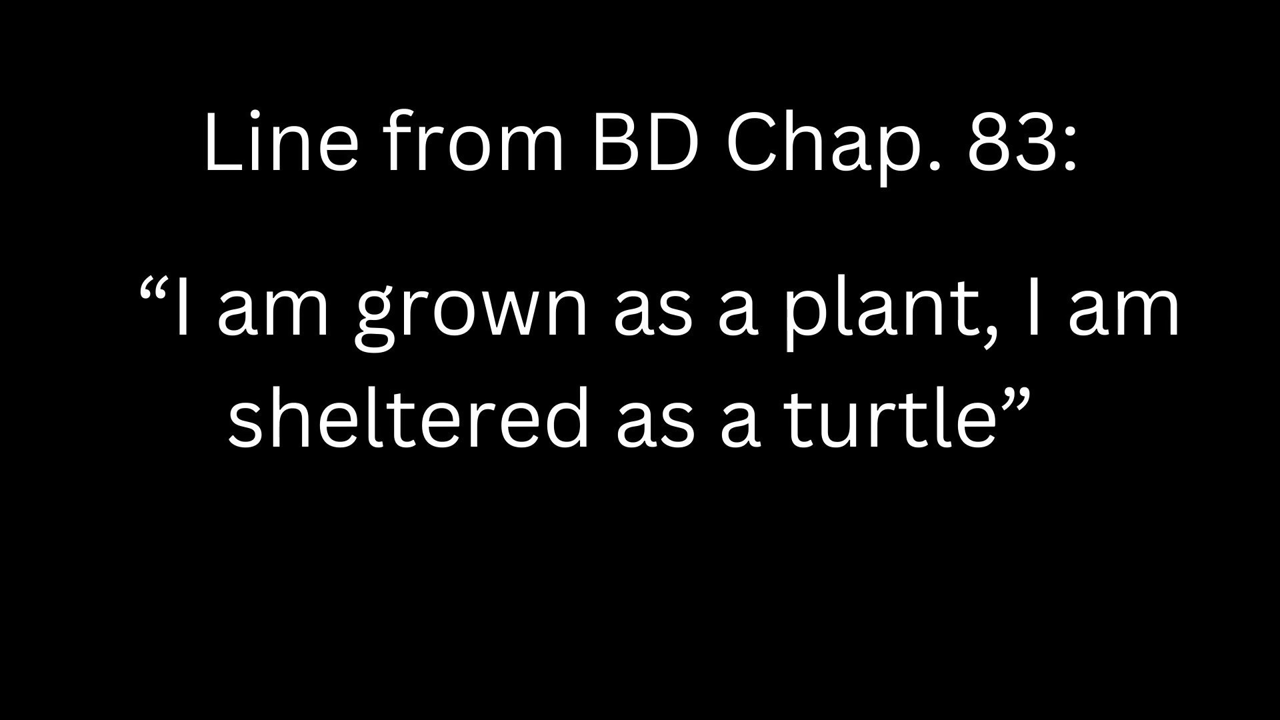 Line from BD Chap. 83:
“I am grown as a plant, I am
sheltered as a turtle”